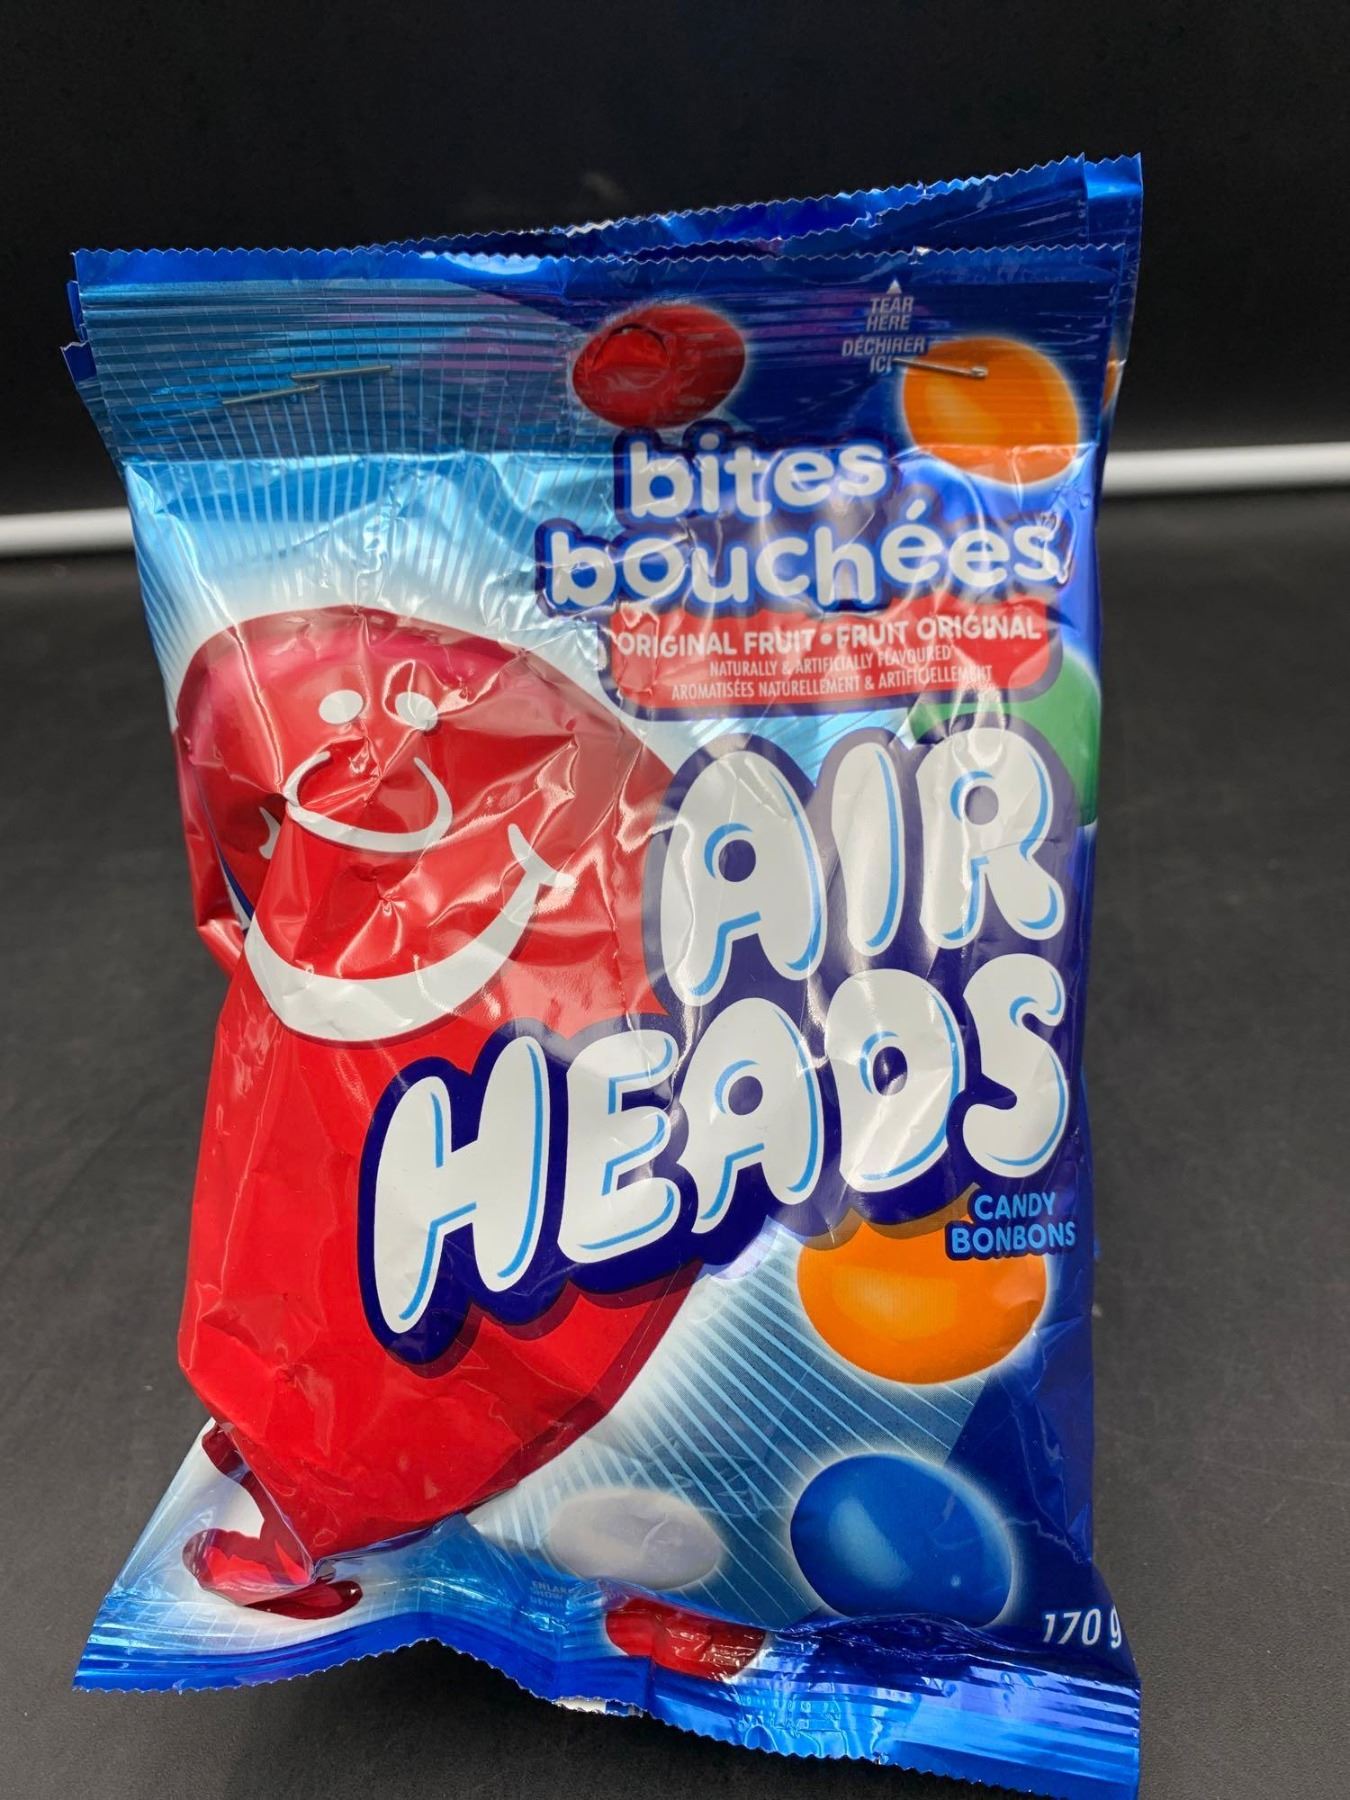 TEAR
HERE
DÉCHIRER
ICI
bites
bouchées
ORIGINAL FRUIT • FRUIT ORIGINAL
NATURALLY & ARTIFICIALLY FLAVOURED
AROMATISÉES NATURELLEMENT & ARTIFICIELLEMENT
AIR
HEADS
CANDY
BONBONS
170 g